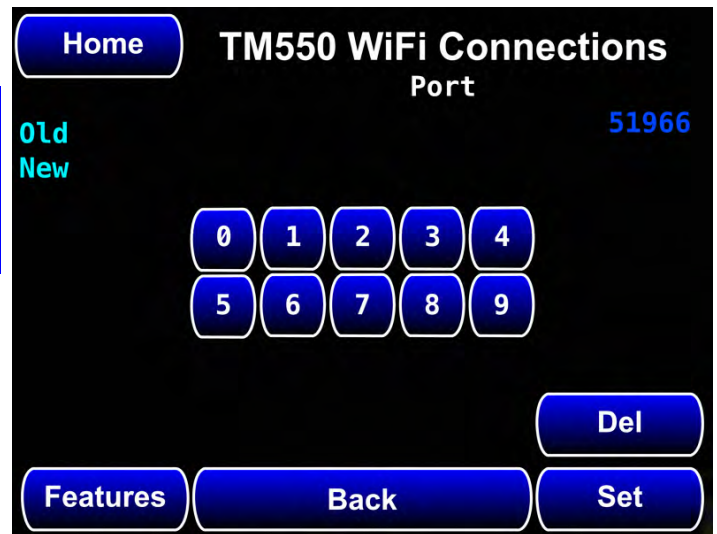 Home TM550 WiFi Connections
Port
Old 51966
New
0 1 2 3 4
5 6 7 8 9
Del
Features Back Set